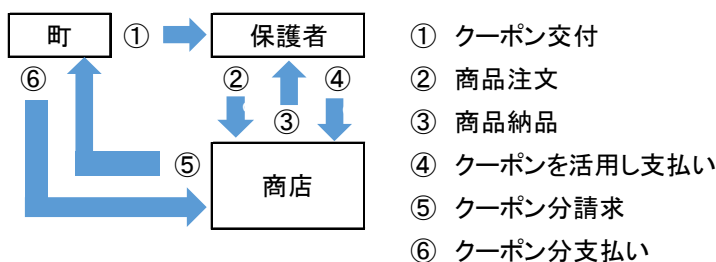 町 ① 保護者
⑥ ② ④
③
⑤
商店
① クーポン交付
② 商品注文
③ 商品納品
④ クーポンを活用し支払い
⑤ クーポン分請求
⑥ クーポン分支払い